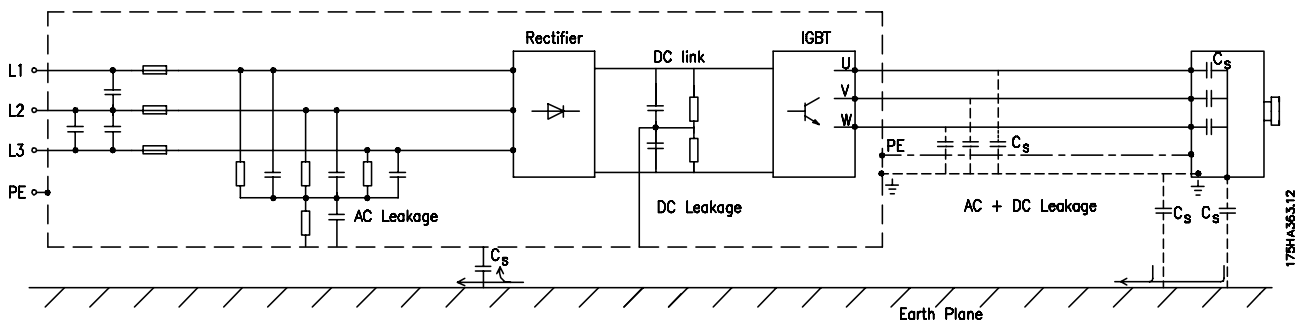 Rectifier
DC link
IGBT
L1
L2
L3
PE
U
V
W
PE
Cs
Cs
AC Leakage
DC Leakage
AC + DC Leakage
Cs
Cs
Cs
Earth Plane
175HA363.12